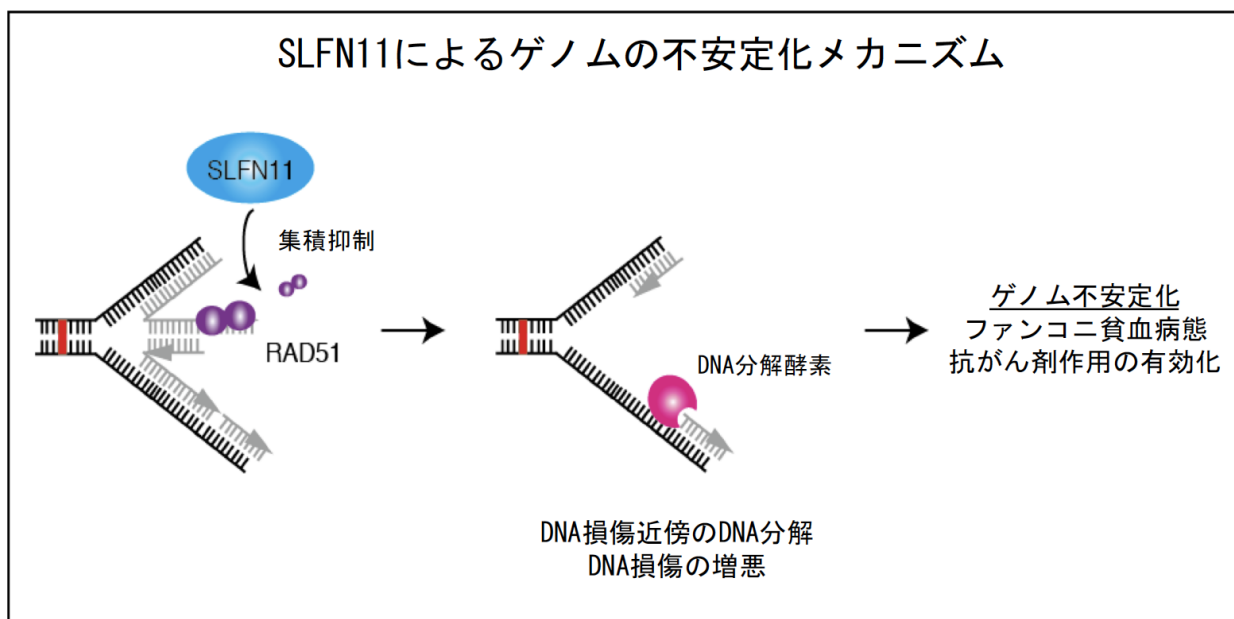 SLFN11によるゲノムの不安定化メカニズム
SLFN11
集積抑制
RAD51
DNA分解酵素
DNA損傷近傍のDNA分解
DNA損傷の増悪
ゲノム不安定化
ファンコニ貧血病態
抗がん剤作用の有効化